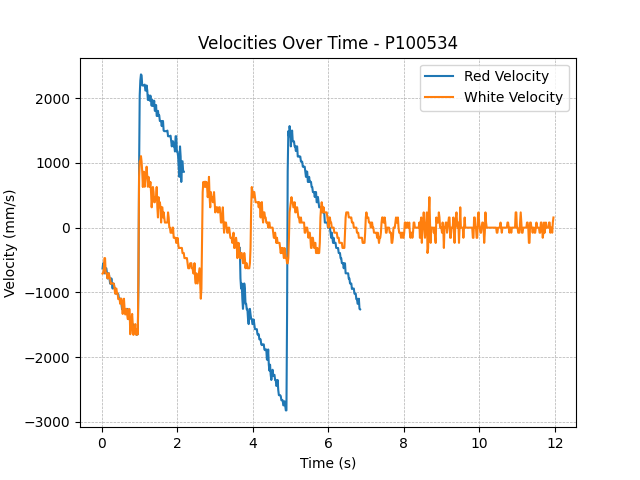 Velocities Over Time - P100534
Red Velocity
White Velocity
Velocity (mm/s)
2000
1000
0
−1000
−2000
−3000
0 2 4 6 8 10 12
Time (s)